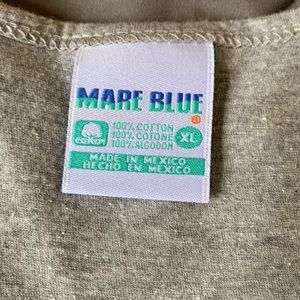 MARE BLUE
100% COTTON
100% COTONE
100% ALGODON
XL
COTTON
MADE IN MEXICO
HECHO EN MEXICO